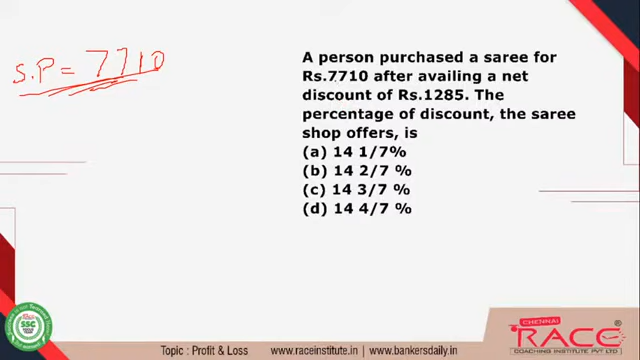 S.P = 7710
A person purchased a saree for
Rs.7710 after availing a net
discount of Rs.1285. The
percentage of discount, the saree
shop offers, is
(a) 14 1/7%
(b) 14 2/7 %
(c) 14 3/7 %
(d) 14 4/7 %
SSC
CHENNAI
RACE
COACHING INSTITUTE PVT LTD
Topic : Profit & Loss
www.raceinstitute.in | www.bankersdaily.in